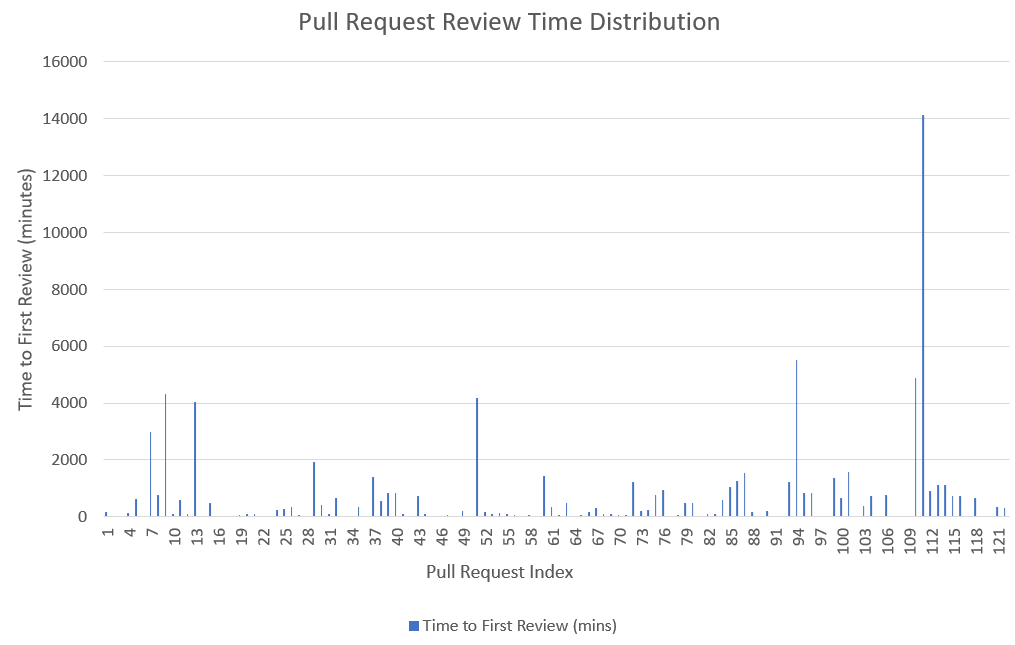 Pull Request Review Time Distribution
Time to First Review (minutes)
16000
14000
12000
10000
8000
6000
4000
2000
0
1 4 7 10 13 16 19 22 25 28 31 34 37 40 43 46 49 52 55 58 61 64 67 70 73 76 79 82 85 88 91 94 97 100 103 106 109 112 115 118 121
Pull Request Index
Time to First Review (mins)